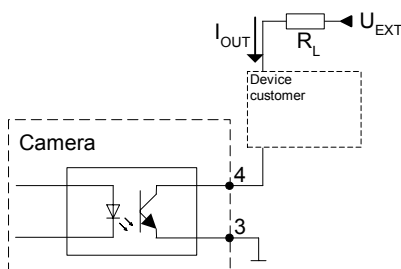 U_EXT
I_OUT
R_L
Device
customer
Camera
4
3